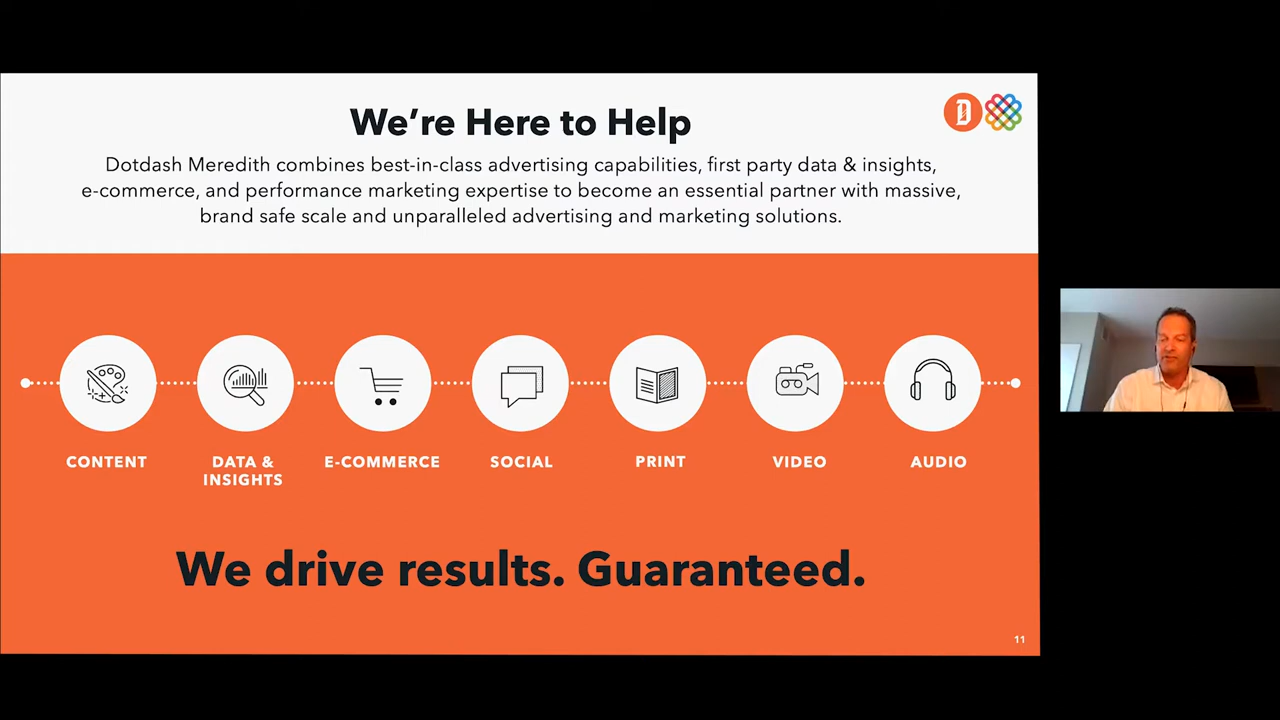 We're Here to Help
Dotdash Meredith combines best-in-class advertising capabilities, first party data & insights,
e-commerce, and performance marketing expertise to become an essential partner with massive,
brand safe scale and unparalleled advertising and marketing solutions.
D
CONTENT
DATA &
INSIGHTS
E-COMMERCE
SOCIAL
PRINT
VIDEO
AUDIO
We drive results. Guaranteed.
11